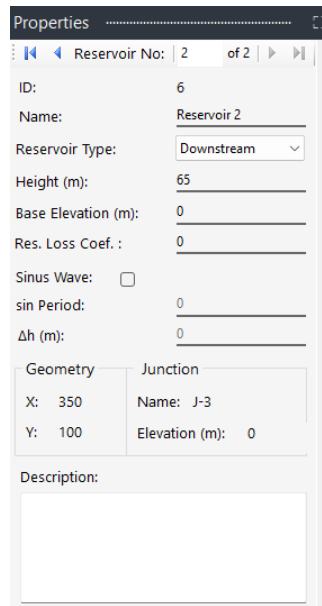 Properties
Reservoir No: 2 of 2
ID: 6
Name: Reservoir 2
Reservoir Type: Downstream
Height (m): 65
Base Elevation (m): 0
Res. Loss Coef. : 0
Sinus Wave:
sin Period: 0
Δh (m): 0
Geometry Junction
X: 350 Name: J-3
Y: 100 Elevation (m): 0
Description: